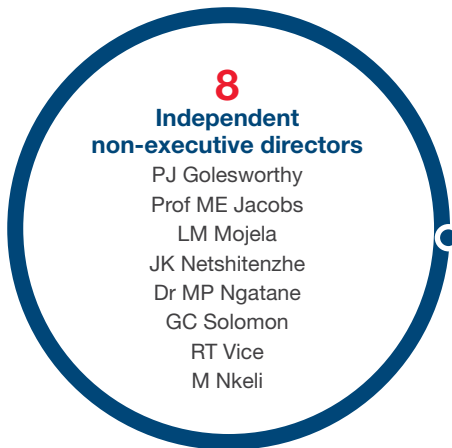 8
Independent
non-executive directors
PJ Golesworthy
Prof ME Jacobs
LM Mojela
JK Netshitenzhe
Dr MP Ngatane
GC Solomon
RT Vice
M Nkeli